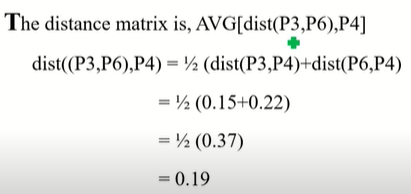 The distance matrix is, AVG[dist(P3,P6),P4]
dist((P3,P6),P4) = ½ (dist(P3,P4)+dist(P6,P4)
= ½ (0.15+0.22)
= ½ (0.37)
= 0.19